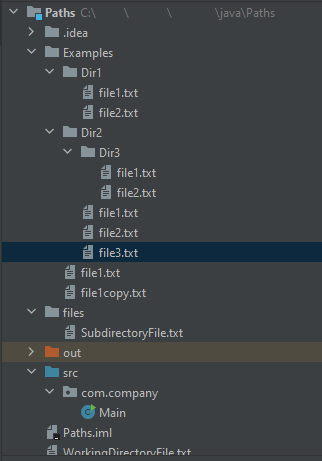 Paths C:\ \ \ \java\Paths
.idea
Examples
Dir1
file1.txt
file2.txt
Dir2
Dir3
file1.txt
file2.txt
file1.txt
file2.txt
file3.txt
file1.txt
file1copy.txt
files
SubdirectoryFile.txt
out
src
com.company
Main
Paths.iml
WorkingDirectoryFile.txt